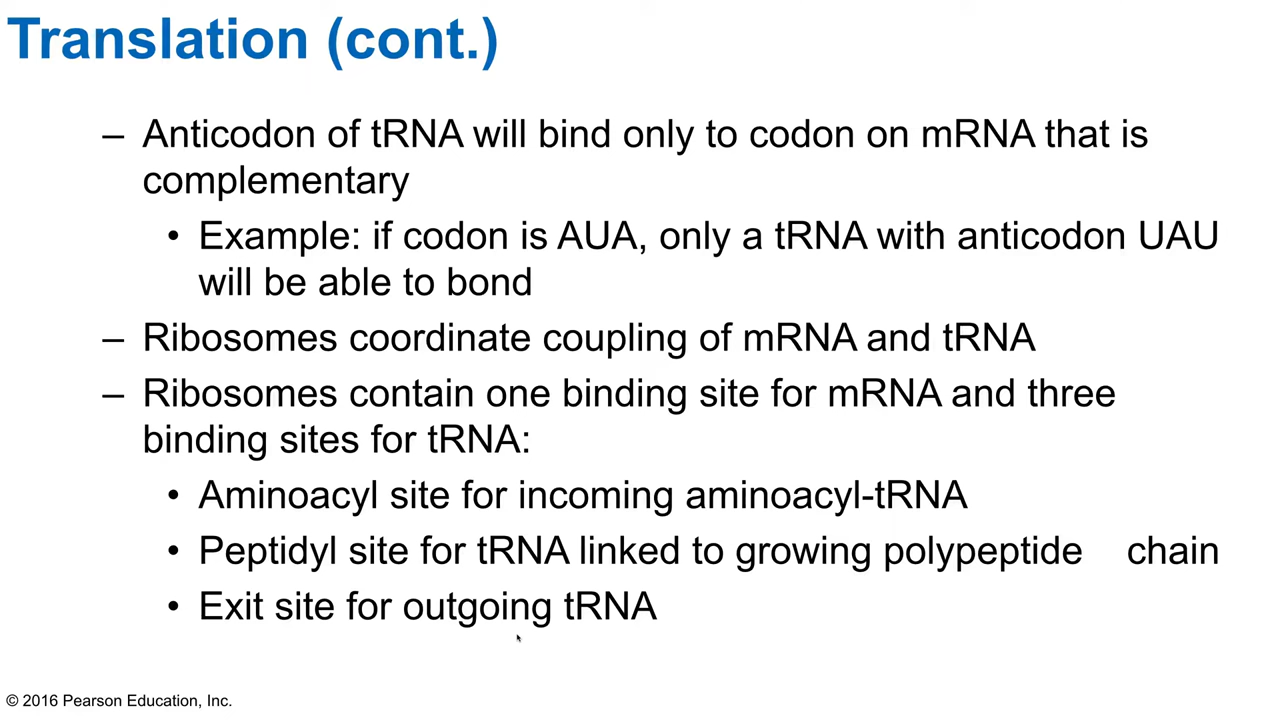 Translation (cont.)
– Anticodon of tRNA will bind only to codon on mRNA that is
complementary
• Example: if codon is AUA, only a tRNA with anticodon UAU
will be able to bond
– Ribosomes coordinate coupling of mRNA and tRNA
– Ribosomes contain one binding site for mRNA and three
binding sites for tRNA:
• Aminoacyl site for incoming aminoacyl-tRNA
• Peptidyl site for tRNA linked to growing polypeptide chain
• Exit site for outgoing tRNA
© 2016 Pearson Education, Inc.